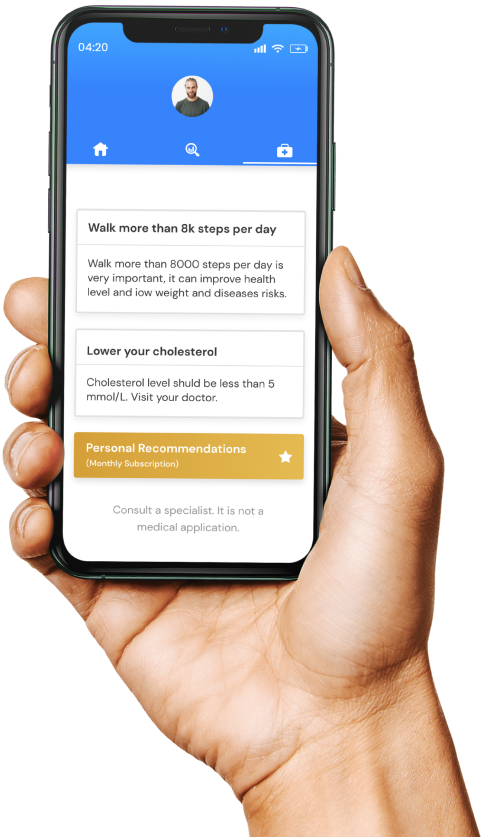 04:20
Walk more than 8k steps per day
Walk more than 8000 steps per day is
very important, it can improve health
level and iow weight and diseases risks.
Lower your cholesterol
Cholesterol level shuld be less than 5
mmol/L. Visit your doctor.
Personal Recommendations
(Monthly Subscription)
Consult a specialist. It is not a
medical application.